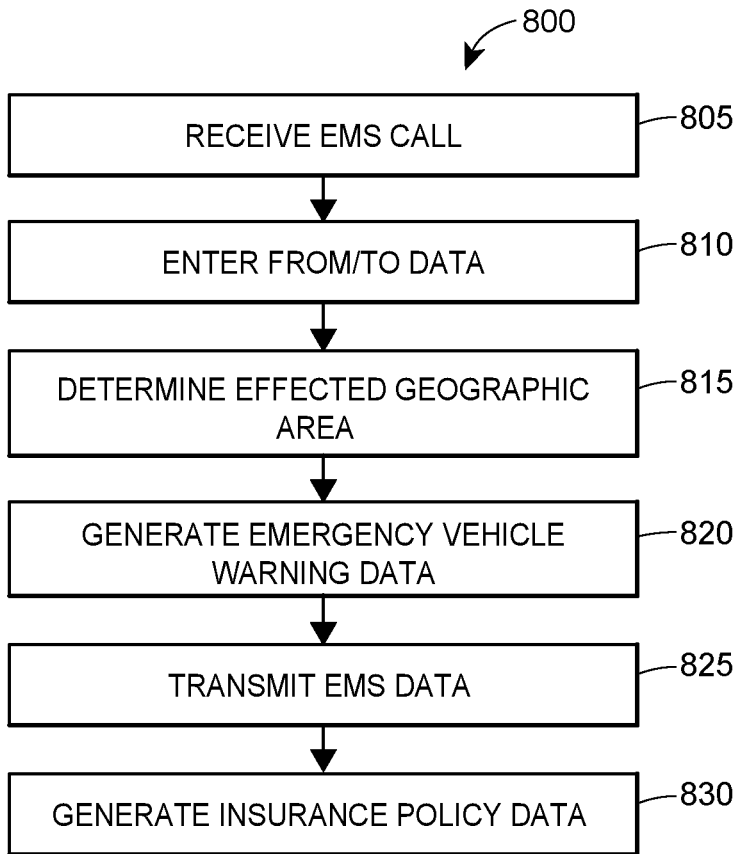 800
RECEIVE EMS CALL
805
ENTER FROM/TO DATA
810
DETERMINE EFFECTED GEOGRAPHIC
AREA
815
GENERATE EMERGENCY VEHICLE
WARNING DATA
820
TRANSMIT EMS DATA
825
GENERATE INSURANCE POLICY DATA
830